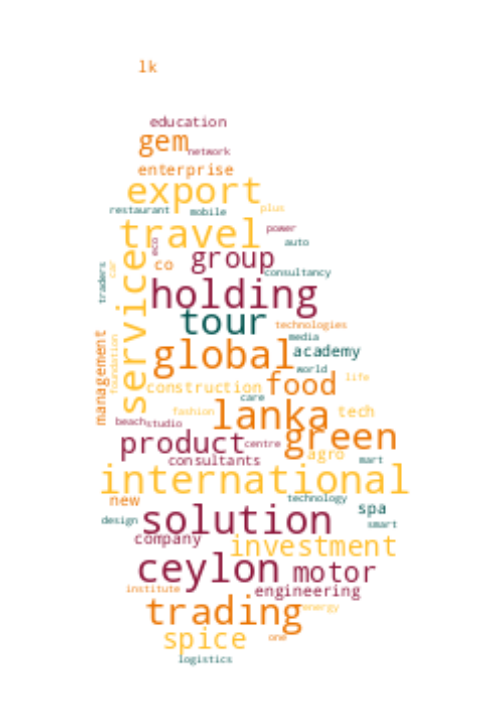 lk
education
gem
network
enterprise
export
restaurant mobile plus
travel
power
eco
auto
co group
traders car
consultancy
service
holding
tour
technologies
management
foundation
global
media
academy
world
construction food life
care
fashion lanka tech
beach studio
product centre green
agro
consultants mart
international
new technology
design solution spa
smart
company investment
ceylon motor
institute engineering
trading energy
spice one
logistics